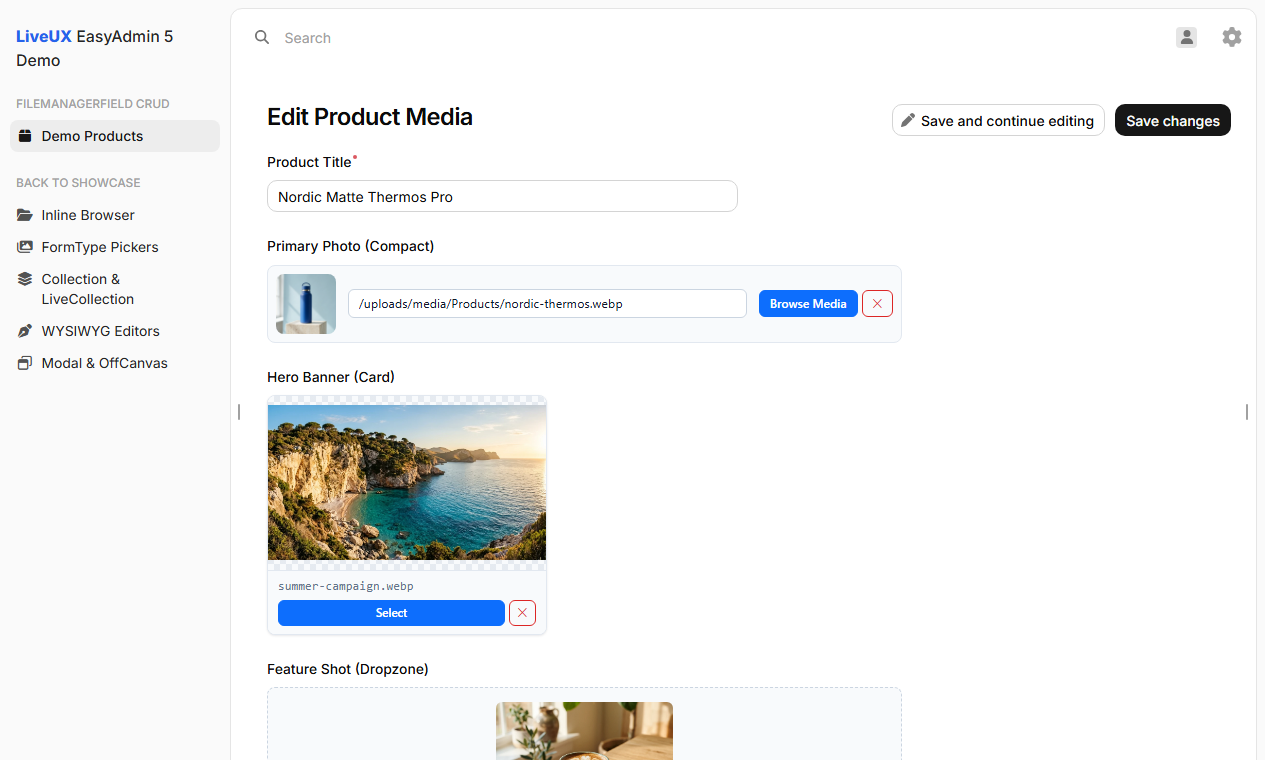 LiveUX EasyAdmin 5
Demo
FILEMANAGERFIELD CRUD
Demo Products
BACK TO SHOWCASE
Inline Browser
FormType Pickers
Collection &
LiveCollection
WYSIWYG Editors
Modal & OffCanvas
Search
Edit Product Media
Save and continue editing
Save changes
Product Title*
Nordic Matte Thermos Pro
Primary Photo (Compact)
/uploads/media/Products/nordic-thermos.webp
Browse Media
Hero Banner (Card)
summer-campaign.webp
Select
Feature Shot (Dropzone)